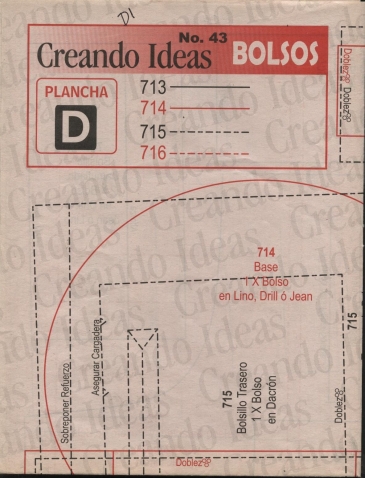 D1
No. 43
Creando Ideas BOLSOS
PLANCHA
D
713
714
715
716
Doblez
Doblez
714
Base
1 X Bolso
en Lino, Drill ó Jean
Sobreponer Refuerzo
Asegurar Cargadera
715
Bolsillo Trasero
1 X Bolso
en Dacrón
715
Doblez
Doblez